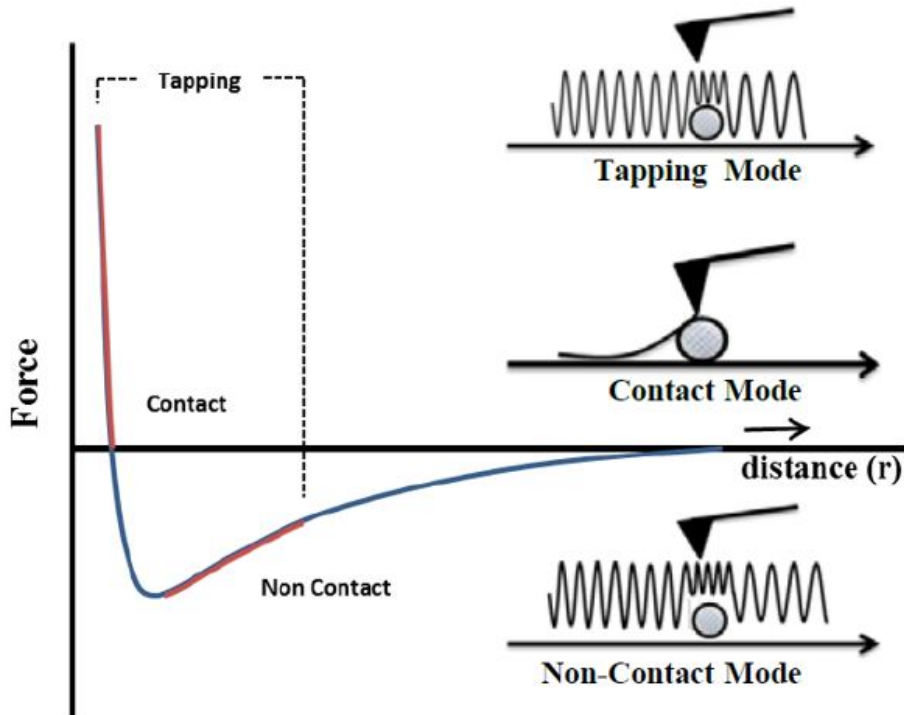 Tapping
Tapping Mode
Contact
Contact Mode
Force
distance (r)
Non Contact
Non-Contact Mode